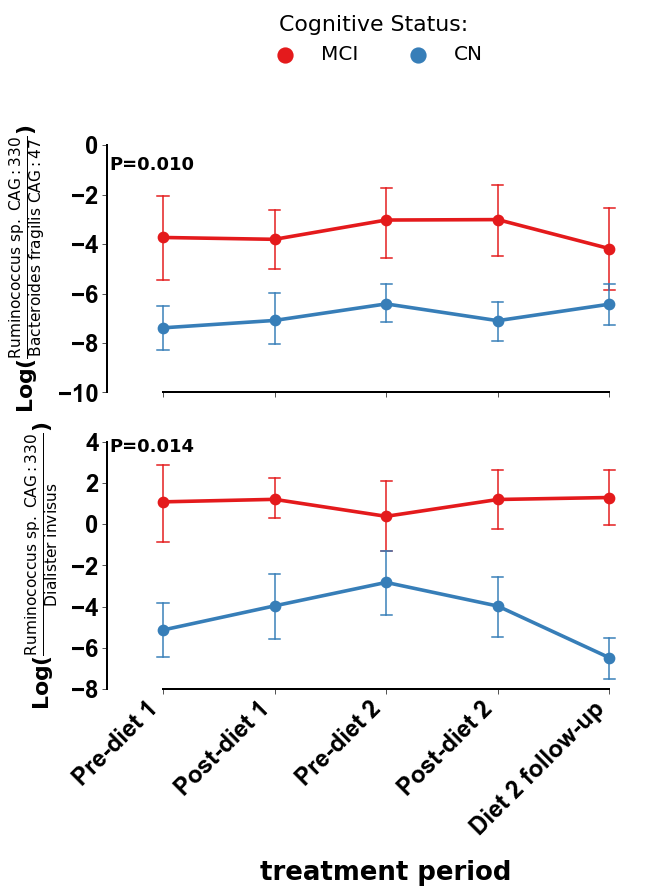 Cognitive Status:
MCI CN
0
−2
−4
−6
−8
−10
P=0.010
Log(Ruminococcus sp. CAG:330
Bacteroides fragilis CAG:47)
4
2
0
−2
−4
−6
−8
P=0.014
Log(Ruminococcus sp. CAG:330
Dialister invisus)
Pre-diet 1
Post-diet 1
Pre-diet 2
Post-diet 2
Diet 2 follow-up
treatment period